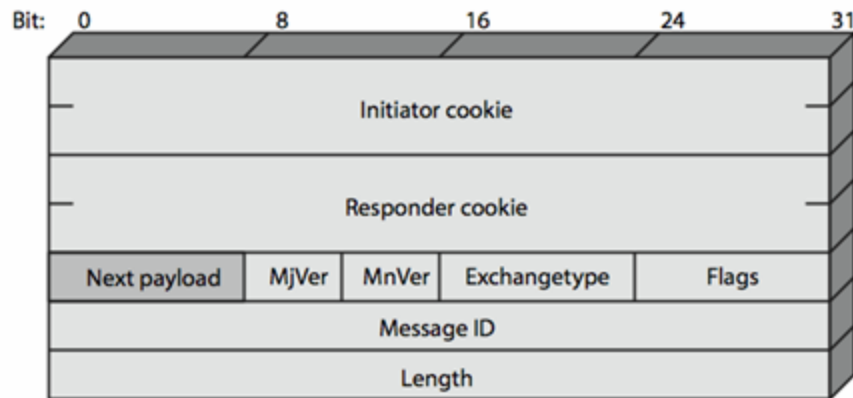 Bit: 0 8 16 24 31
Initiator cookie
Responder cookie
Next payload MjVer MnVer Exchangetype Flags
Message ID
Length